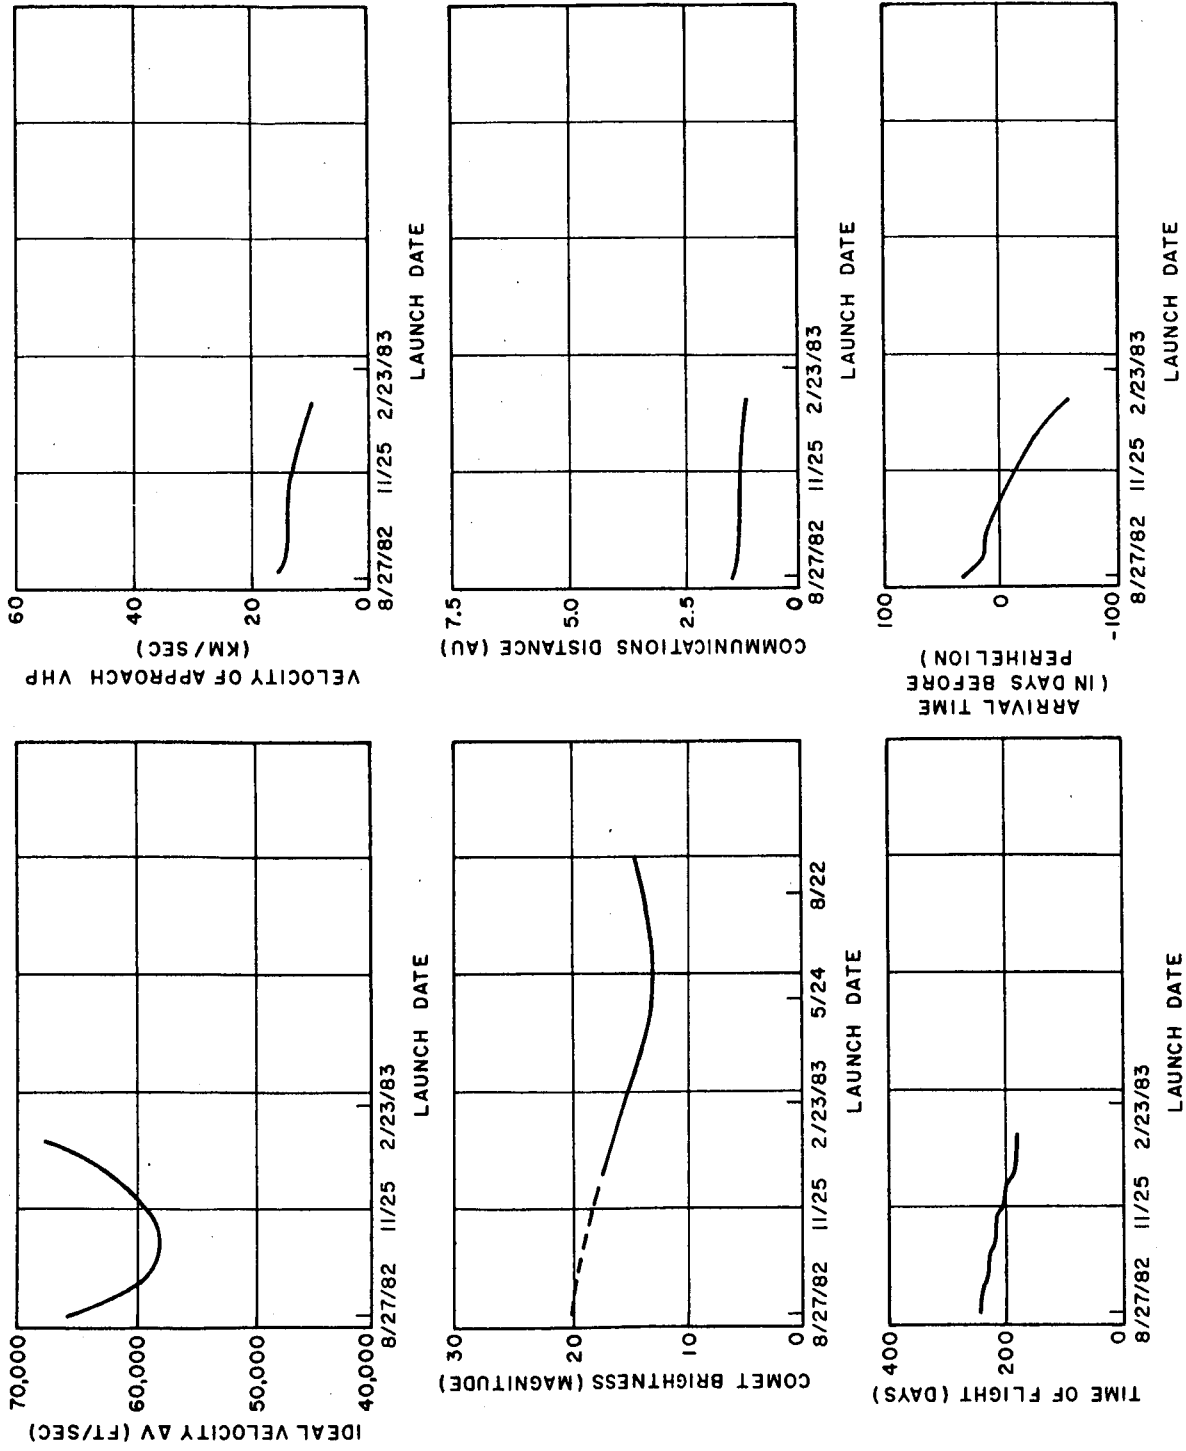 IDEAL VELOCITY ΔV (FT/SEC)
70,000
60,000
50,000
40,000
8/27/82 11/25 2/23/83
LAUNCH DATE
VELOCITY OF APPROACH VHP
(KM/SEC)
60
40
20
0
8/27/82 11/25 2/23/83
LAUNCH DATE
COMET BRIGHTNESS (MAGNITUDE)
30
20
10
0
8/27/82 11/25 2/23/83 5/24 8/22
LAUNCH DATE
COMMUNICATIONS DISTANCE (AU)
7.5
5.0
2.5
0
8/27/82 11/25 2/23/83
LAUNCH DATE
TIME OF FLIGHT (DAYS)
400
200
0
8/27/82 11/25 2/23/83
LAUNCH DATE
ARRIVAL TIME
(IN DAYS BEFORE
PERIHELION)
100
0
-100
8/27/82 11/25 2/23/83
LAUNCH DATE